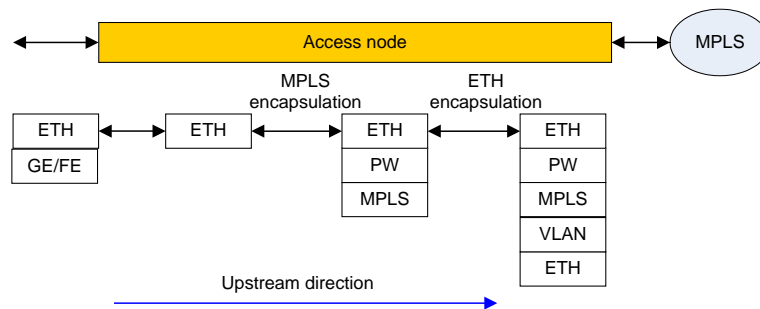 Access node
MPLS
MPLS
encapsulation
ETH
encapsulation
ETH
GE/FE
ETH
ETH
PW
MPLS
ETH
PW
MPLS
VLAN
ETH
Upstream direction